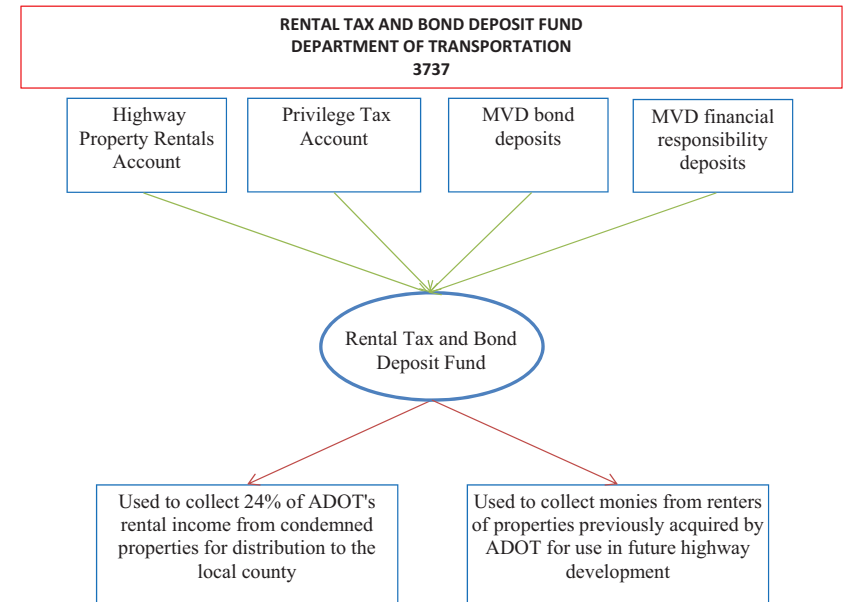 RENTAL TAX AND BOND DEPOSIT FUND
DEPARTMENT OF TRANSPORTATION
3737
Highway
Property Rentals
Account
Privilege Tax
Account
MVD bond
deposits
MVD financial
responsibility
deposits
Rental Tax and Bond
Deposit Fund
Used to collect 24% of ADOT's
rental income from condemned
properties for distribution to the
local county
Used to collect monies from renters
of properties previously acquired by
ADOT for use in future highway
development